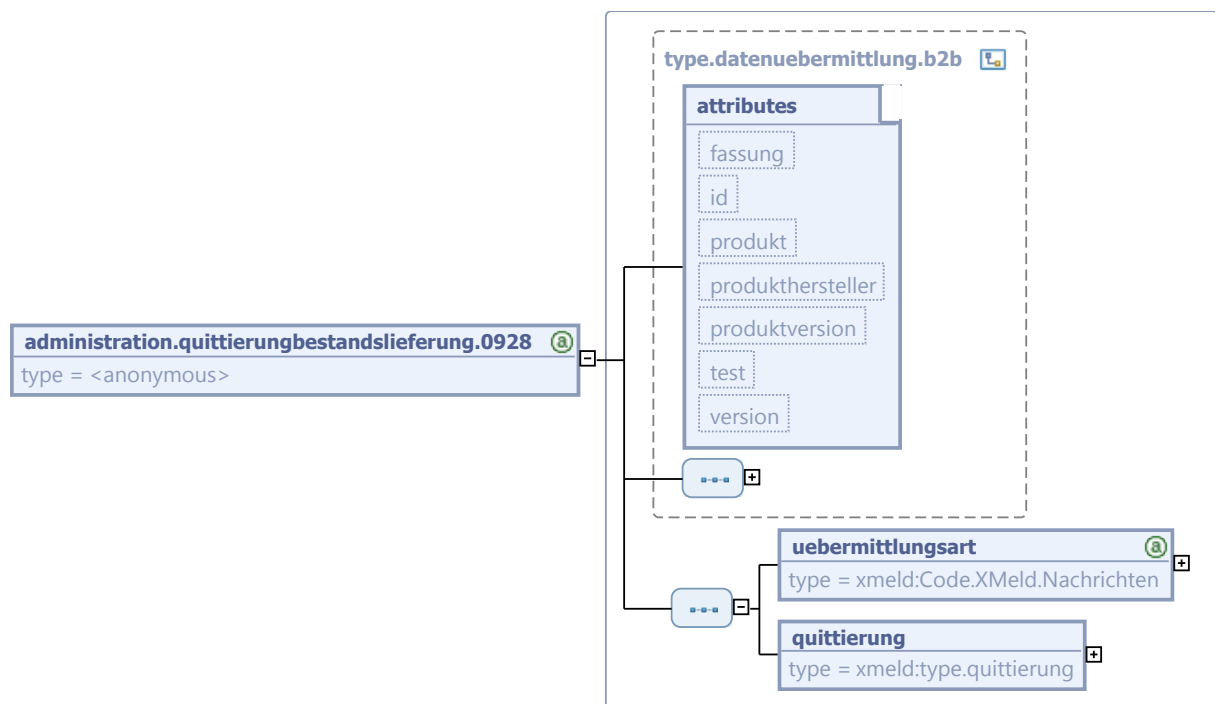 type.datenuebermittlung.b2b
attributes
fassung
id
produkt
produkthersteller
produktversion
test
version
administration.quittierungbestandslieferung.0928
type = <anonymous>
uebermittlungsart
type = xmeld:Code.XMeld.Nachrichten
quittierung
type = xmeld:type.quittierung